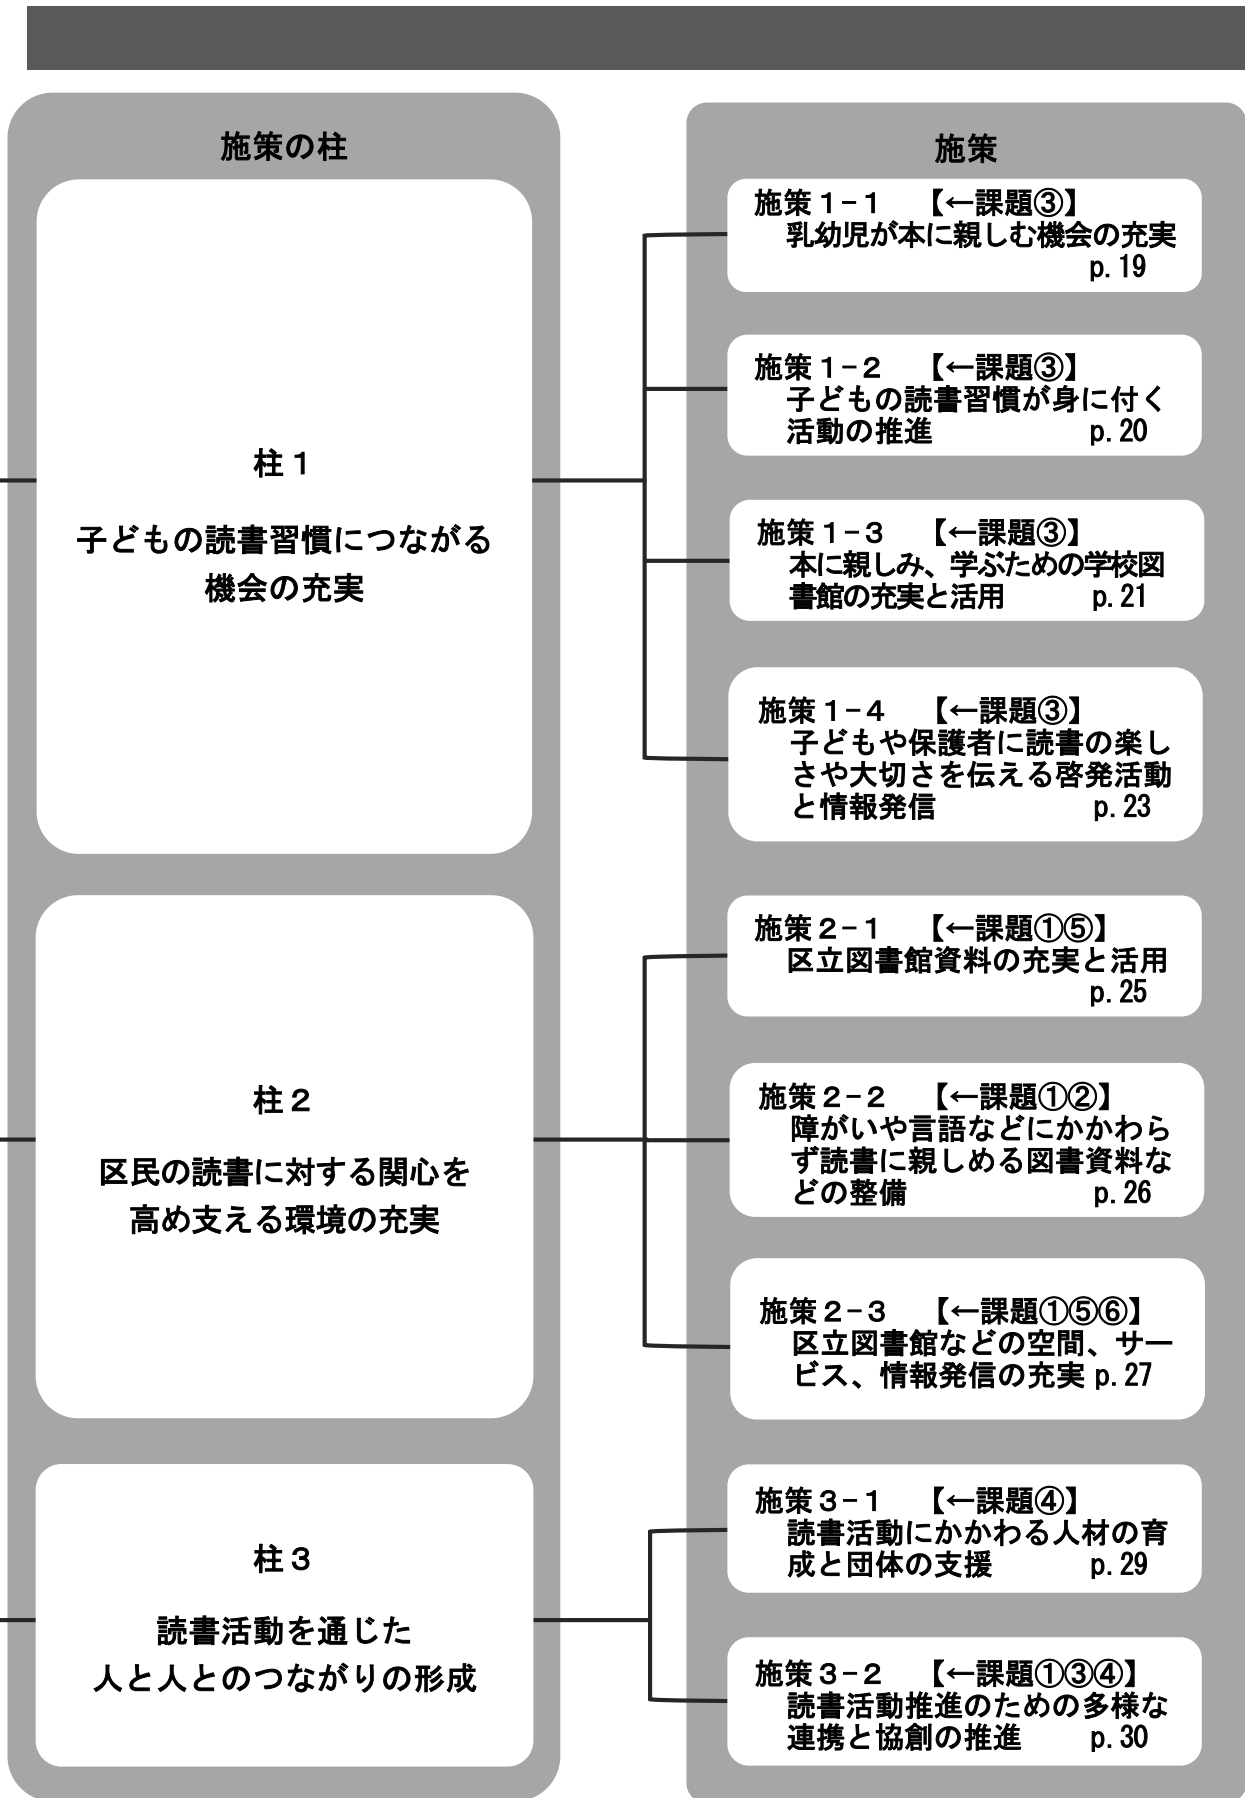 施策の柱
柱１
子どもの読書習慣につながる
機会の充実
柱２
区民の読書に対する関心を
高め支える環境の充実
柱３
読書活動を通じた
人と人とのつながりの形成
施策
施策１-１　【←課題③】
乳幼児が本に親しむ機会の充実
p.19
施策１-２　【←課題③】
子どもの読書習慣が身に付く
活動の推進　p.20
施策１-３　【←課題③】
本に親しみ、学ぶための学校図
書館の充実と活用　p.21
施策１-４　【←課題③】
子どもや保護者に読書の楽し
さや大切さを伝える啓発活動
と情報発信　p.23
施策２-１　【←課題①⑤】
区立図書館資料の充実と活用
p.25
施策２-２　【←課題①②】
障がいや言語などにかかわら
ず読書に親しめる図書資料な
どの整備　p.26
施策２-３　【←課題①⑤⑥】
区立図書館などの空間、サー
ビス、情報発信の充実 p.27
施策３-１　【←課題④】
読書活動にかかわる人材の育
成と団体の支援　p.29
施策３-２　【←課題①③④】
読書活動推進のための多様な
連携と協創の推進　p.30